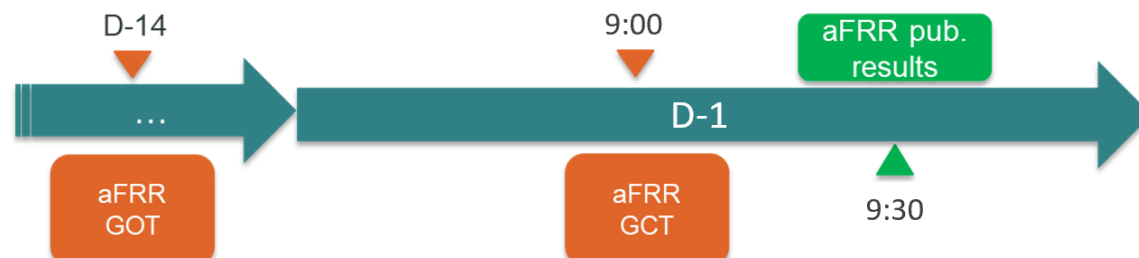 D-14
9:00
aFRR pub.
results
...
D-1
aFRR
GOT
aFRR
GCT
9:30